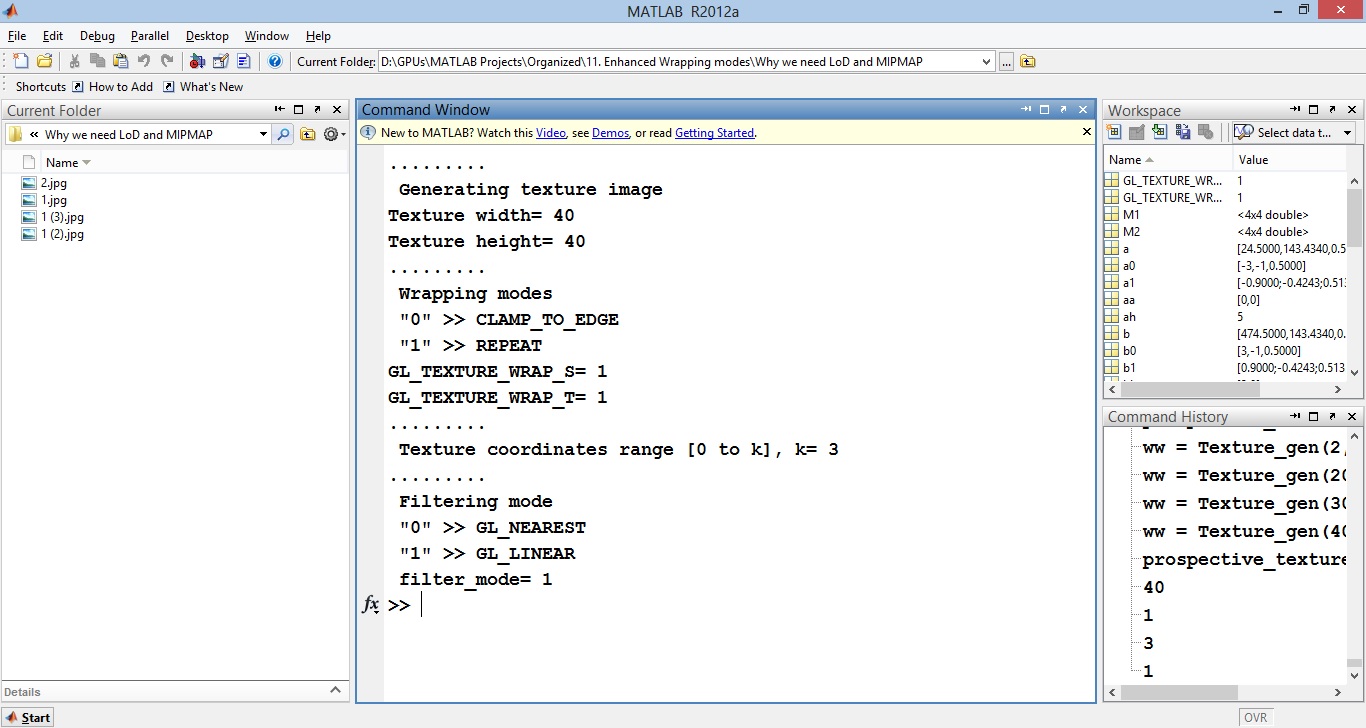 MATLAB R2012a
File Edit Debug Parallel Desktop Window Help
Current Folder: D:\GPUs\MATLAB Projects\Organized\11. Enhanced Wrapping modes\Why we need LoD and MIPMAP
Shortcuts How to Add What's New
Current Folder
« Why we need LoD and MIPMAP
Name
2.jpg
1.jpg
1 (3).jpg
1 (2).jpg
Details
Command Window
New to MATLAB? Watch this Video, see Demos, or read Getting Started.
.........
Generating texture image
Texture width= 40
Texture height= 40
.........
Wrapping modes
"0" >> CLAMP_TO_EDGE
"1" >> REPEAT
GL_TEXTURE_WRAP_S= 1
GL_TEXTURE_WRAP_T= 1
.........
Texture coordinates range [0 to k], k= 3
.........
Filtering mode
"0" >> GL_NEAREST
"1" >> GL_LINEAR
filter_mode= 1
fx >>
Workspace
Select data t...
Name Value
GL_TEXTURE_WR... 1
GL_TEXTURE_WR... 1
M1 <4x4 double>
M2 <4x4 double>
a [24.5000,143.4340,0.5
a0 [-3,-1,0.5000]
a1 [-0.9000;-0.4243;0.513
aa [0,0]
ah 5
b [474.5000,143.4340,0.
b0 [3,-1,0.5000]
b1 [0.9000;-0.4243;0.513
Command History
ww = Texture_gen(2,
ww = Texture_gen(20
ww = Texture_gen(30
ww = Texture_gen(40
prospective_texture
40
1
3
1
Start
OVR